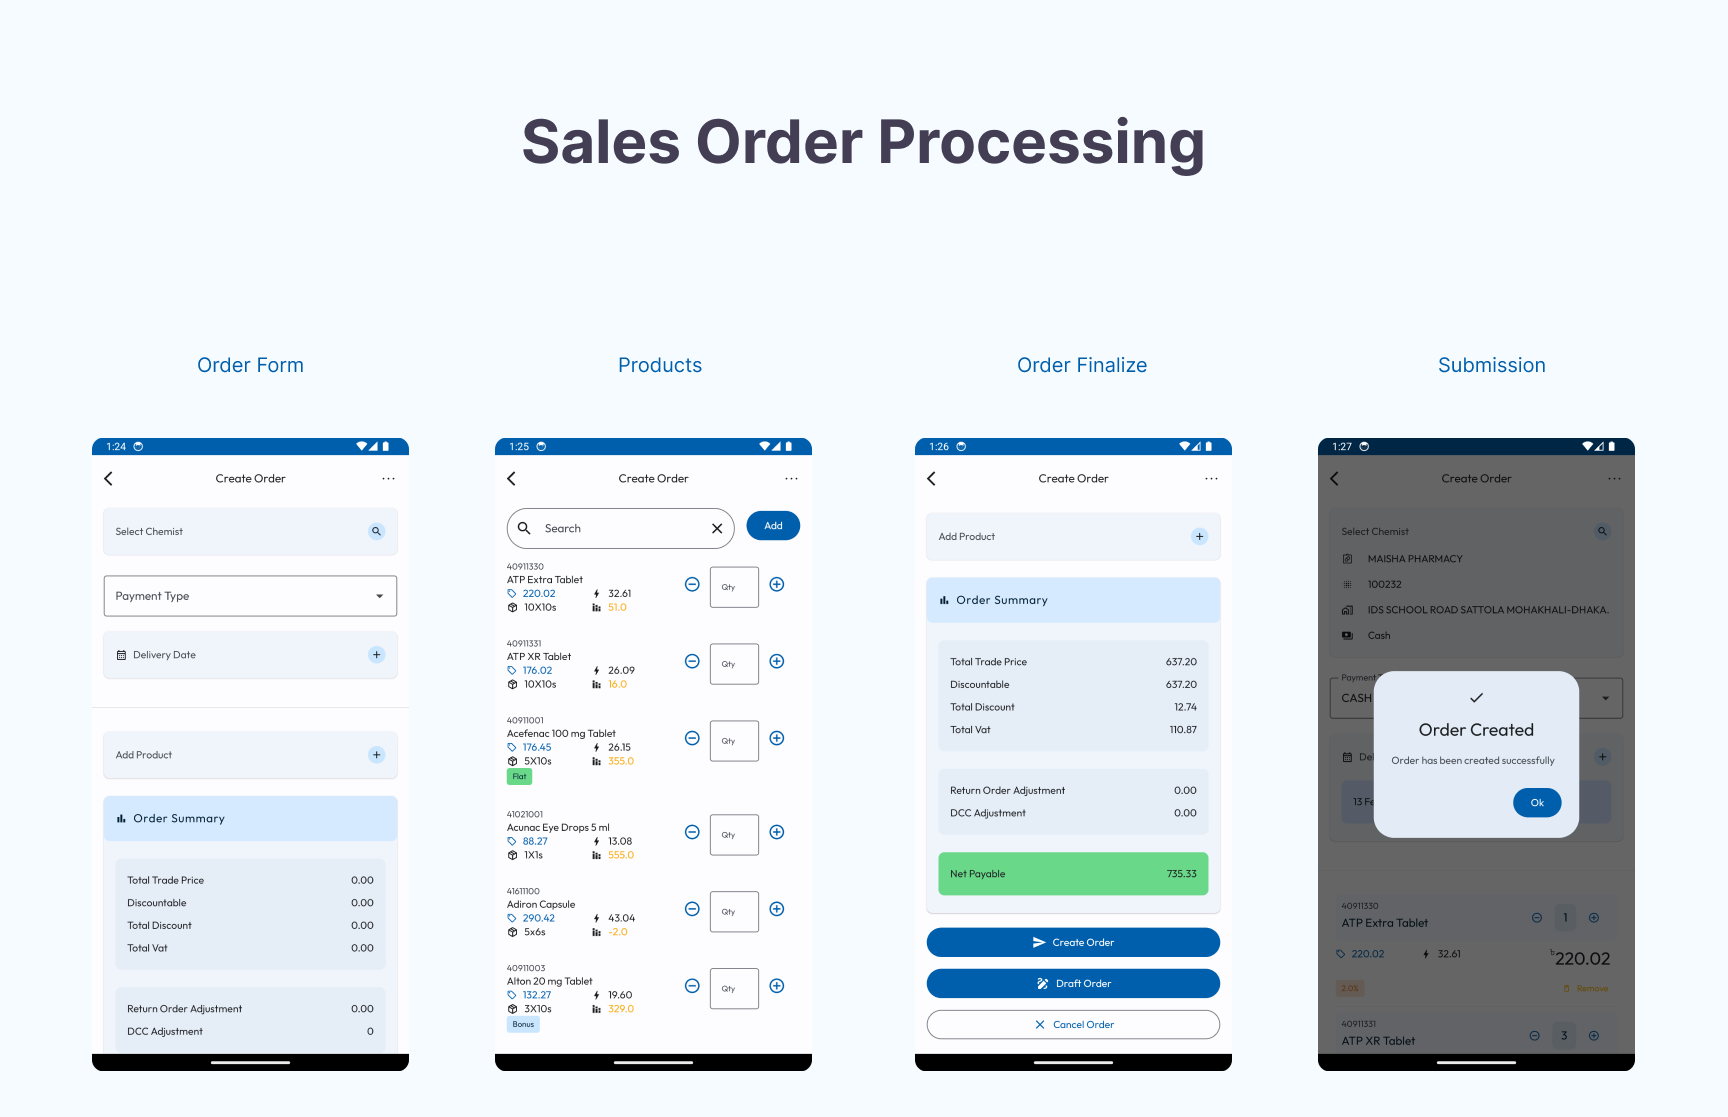 Sales Order Processing
Order Form
1:24
Create Order
Select Chemist
Payment Type
Delivery Date
Add Product
Order Summary
Total Trade Price 0.00
Discountable 0.00
Total Discount 0.00
Total Vat 0.00
Return Order Adjustment 0.00
DCC Adjustment 0
Products
1:25
Create Order
Search
Add
40911330
ATP Extra Tablet
220.02 32.61
10X10s 51.0
Qty
40911331
ATP XR Tablet
176.02 26.09
10X10s 16.0
Qty
40911001
Acefenac 100 mg Tablet
176.45 26.15
5X10s 355.0
Flat
Qty
41021001
Acunac Eye Drops 5 ml
88.27 13.08
1X1s 555.0
Qty
41611100
Adiron Capsule
290.42 43.04
5x6s -2.0
Qty
40911003
Alton 20 mg Tablet
132.27 19.60
3X10s 329.0
Bonus
Qty
Order Finalize
1:26
Create Order
Add Product
Order Summary
Total Trade Price 637.20
Discountable 637.20
Total Discount 12.74
Total Vat 110.87
Return Order Adjustment 0.00
DCC Adjustment 0.00
Net Payable 735.33
Create Order
Draft Order
Cancel Order
Submission
1:27
Create Order
Select Chemist
MAISHA PHARMACY
100232
IDS SCHOOL ROAD SATTOLA MOHAKHALI-DHAKA.
Cash
Payment
CASH
Del
13 Fe
Order Created
Order has been created successfully
Ok
40911330
ATP Extra Tablet
1
220.02 32.61
৳220.02
2.0%
Remove
40911331
ATP XR Tablet
3